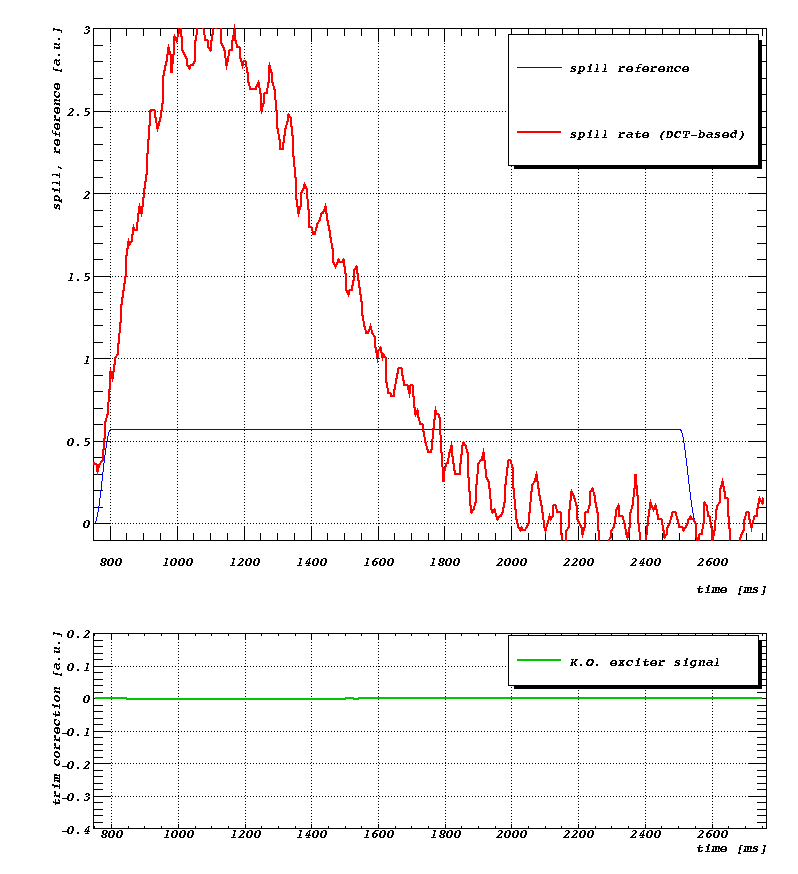 spill, reference [a.u.]
3
2.5
2
1.5
1
0.5
0
spill reference
spill rate (DCT-based)
800 1000 1200 1400 1600 1800 2000 2200 2400 2600
time [ms]
trim correction [a.u.]
0.2
0.1
0
-0.1
-0.2
-0.3
-0.4
K.O. exciter signal
800 1000 1200 1400 1600 1800 2000 2200 2400 2600
time [ms]